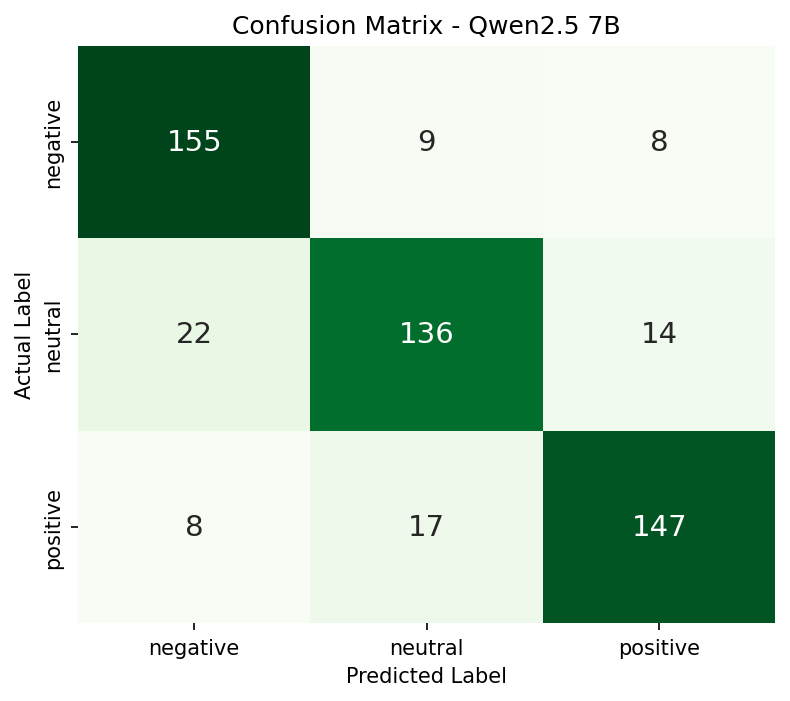 Confusion Matrix - Qwen2.5 7B
Actual Label
negative
155 9 8
neutral
22 136 14
positive
8 17 147
negative neutral positive
Predicted Label